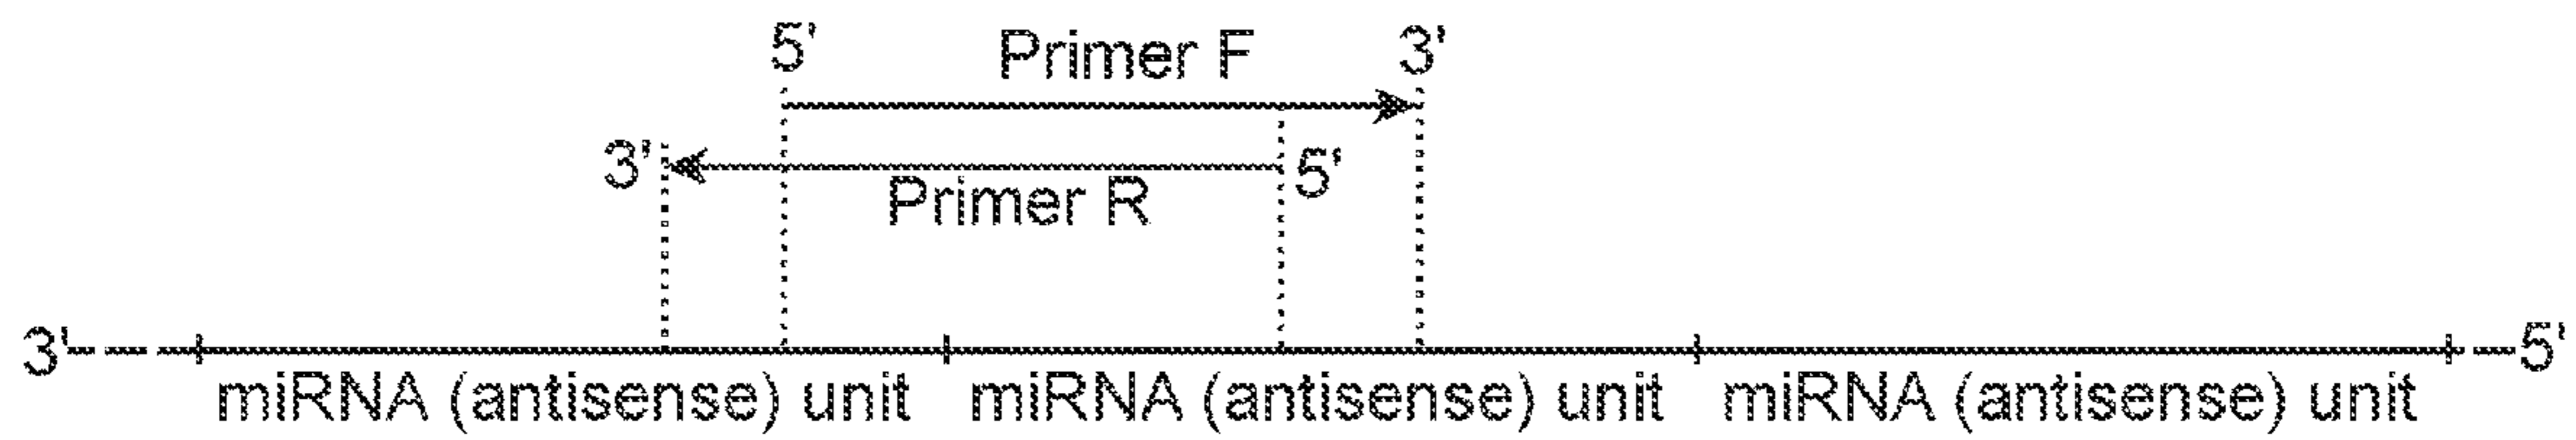 5' Primer F 3'
3' Primer R 5'
3' 5'
miRNA (antisense) unit miRNA (antisense) unit miRNA (antisense) unit